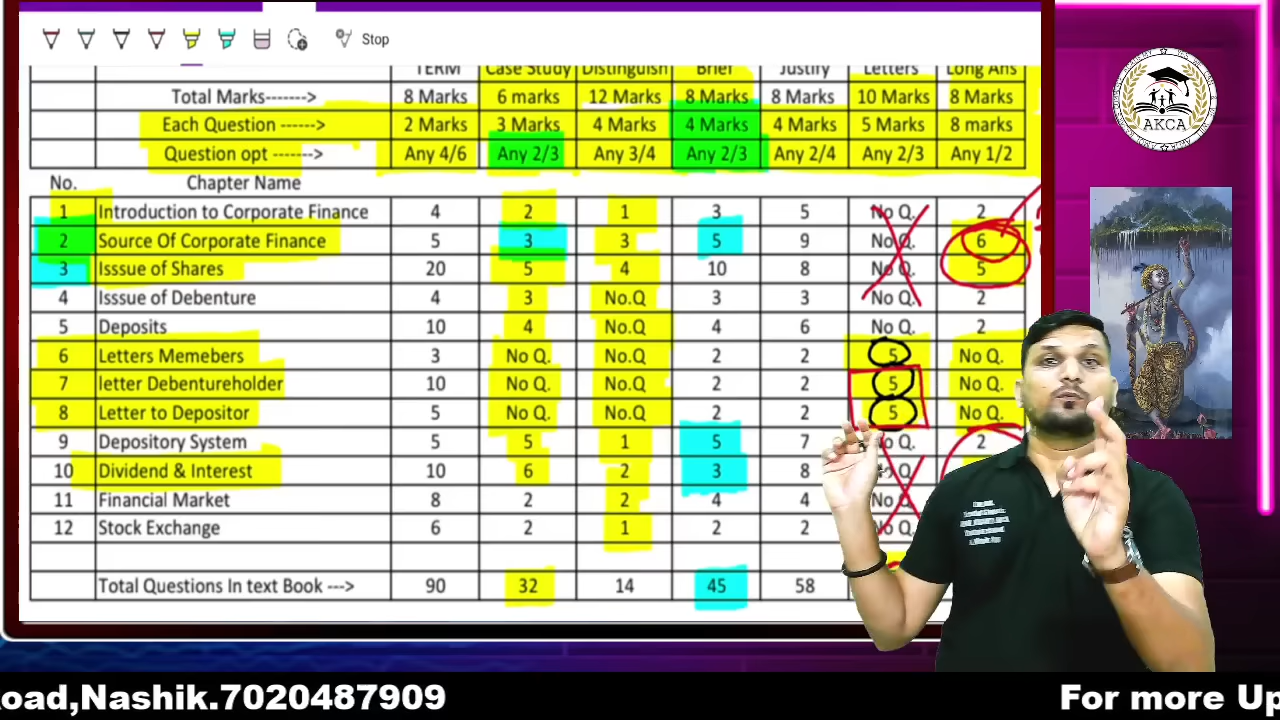 Stop
TERM Case Study Distinguish Brief Justify Letters Long Ans
Total Marks-------> 8 Marks 6 marks 12 Marks 8 Marks 8 Marks 10 Marks 8 Marks
Each Question ------> 2 Marks 3 Marks 4 Marks 4 Marks 4 Marks 5 Marks 8 marks
Question opt -------> Any 4/6 Any 2/3 Any 3/4 Any 2/3 Any 2/4 Any 2/3 Any 1/2
No. Chapter Name
1 Introduction to Corporate Finance 4 2 1 3 5 No Q. 2
2 Source Of Corporate Finance 5 3 3 5 9 No Q. 6
3 Isssue of Shares 20 5 4 10 8 No Q. 5
4 Isssue of Debenture 4 3 No.Q 3 3 No Q. 2
5 Deposits 10 4 No.Q 4 6 No Q. 2
6 Letters Memebers 3 No Q. No.Q 2 2 5 No Q.
7 letter Debentureholder 10 No Q. No.Q 2 2 5 No Q.
8 Letter to Depositor 5 No Q. No.Q 2 2 5 No Q.
9 Depository System 5 5 1 5 7 No Q. 2
10 Dividend & Interest 10 6 2 3 8 Q
11 Financial Market 8 2 2 4 4 No
12 Stock Exchange 6 2 1 2 2 No Q.
Total Questions In text Book ---> 90 32 14 45 58
AKCA
oad,Nashik.7020487909 For more Up